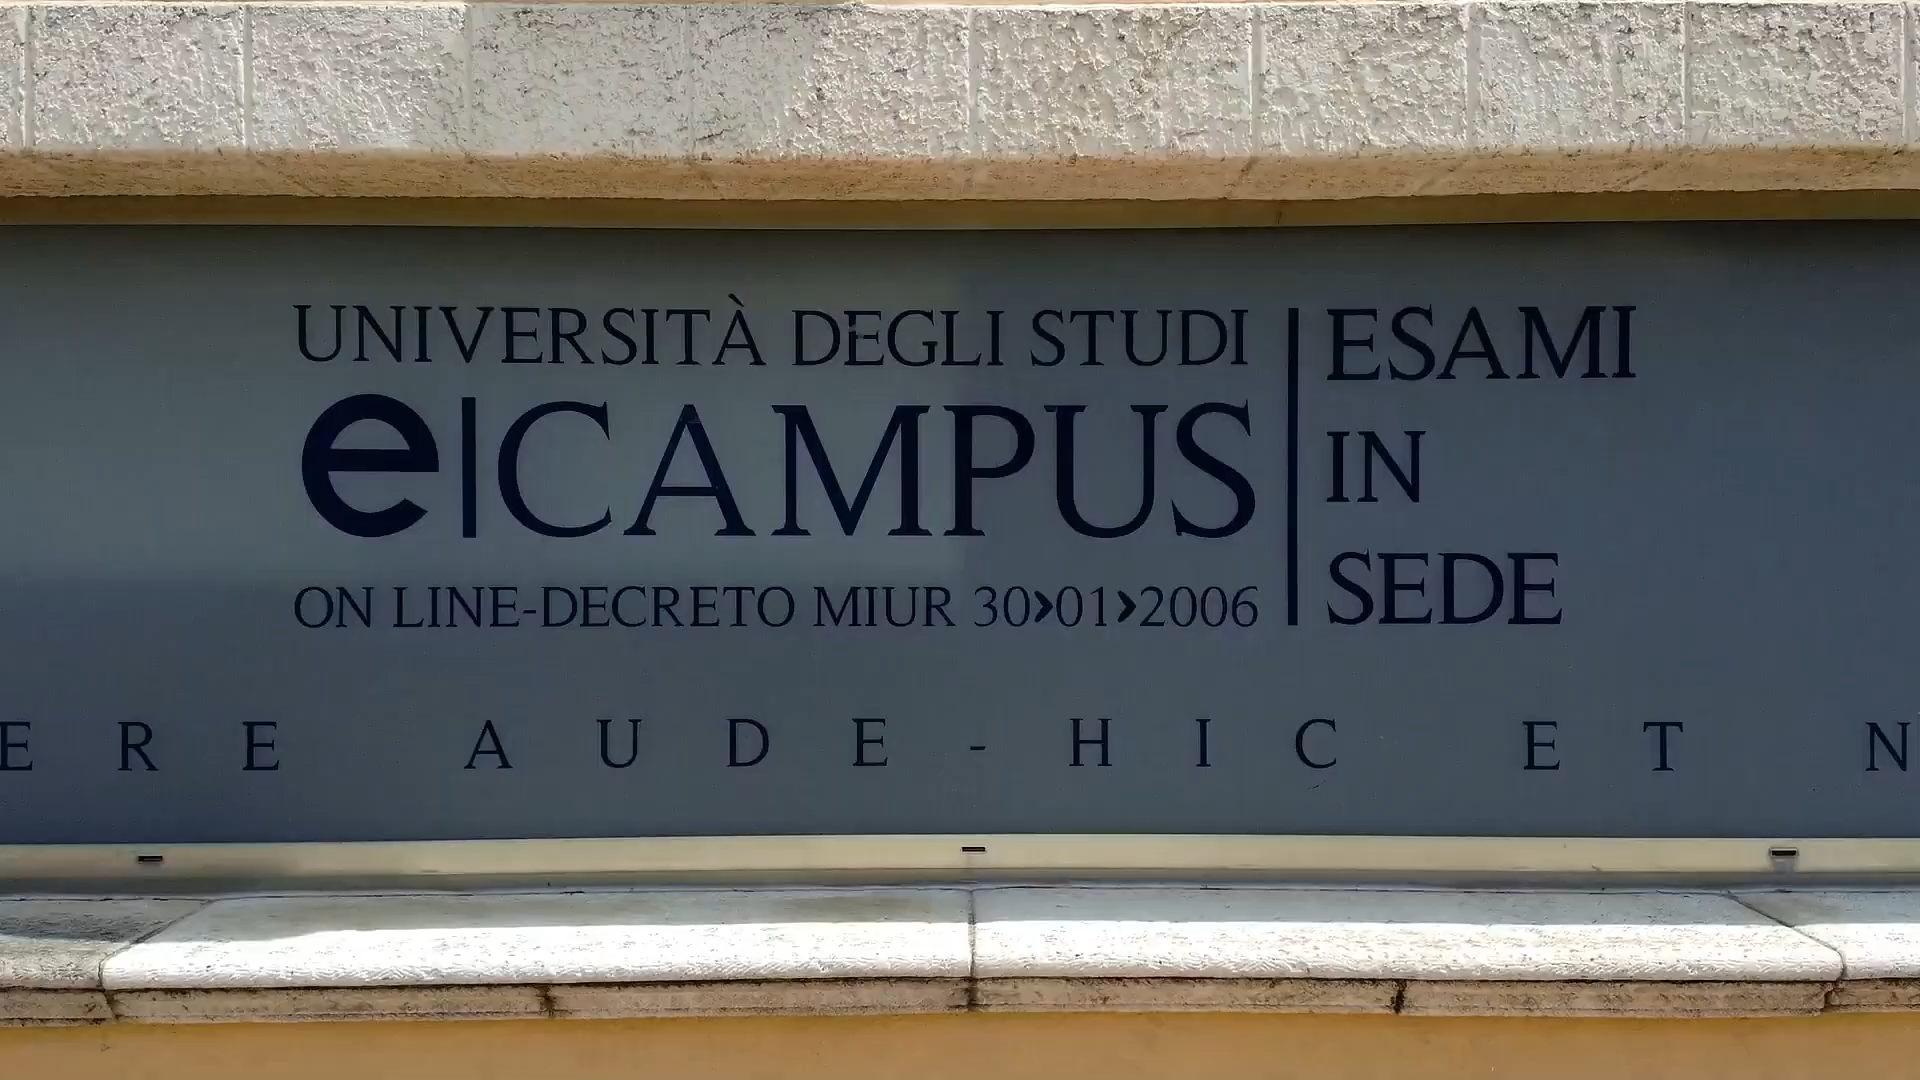 UNIVERSITÀ DEGLI STUDI
e|CAMPUS
ON LINE-DECRETO MIUR 30>01>2006
ESAMI
IN
SEDE
ERE AUDE - HIC ET N